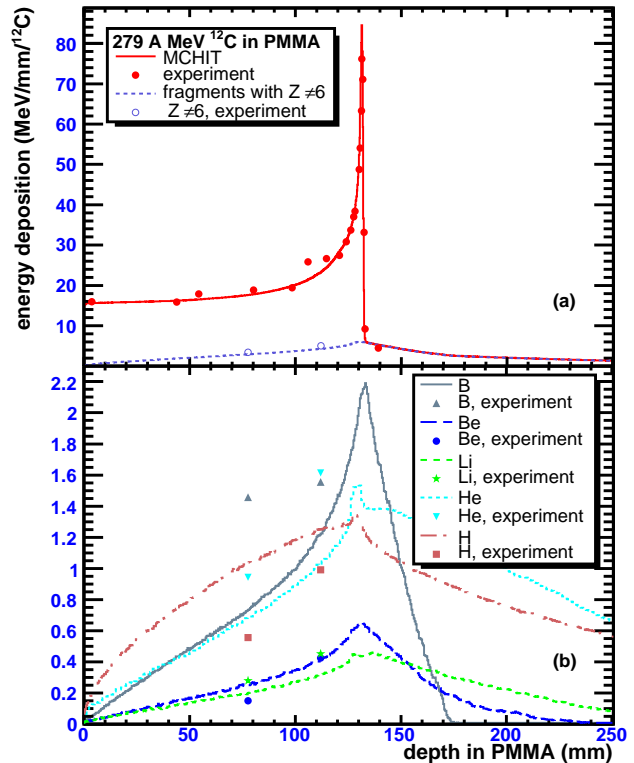 279 A MeV ¹²C in PMMA
MCHIT
experiment
fragments with Z ≠6
Z ≠6, experiment
energy deposition (MeV/mm/¹²C)
80
70
60
50
40
30
20
10
(a)
2.2
2
1.8
1.6
1.4
1.2
1
0.8
0.6
0.4
0.2
0
B
B, experiment
Be
Be, experiment
Li
Li, experiment
He
He, experiment
H
H, experiment
(b)
0 50 100 150 200 250
depth in PMMA (mm)